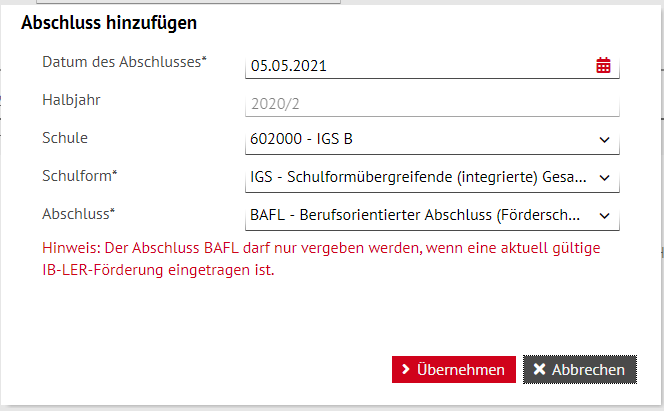 Abschluss hinzufügen
Datum des Abschlusses* 05.05.2021
Halbjahr 2020/2
Schule 602000 - IGS B
Schulform* IGS - Schulformübergreifende (integrierte) Gesa...
Abschluss* BAFL - Berufsorientierter Abschluss (Fördersch...
Hinweis: Der Abschluss BAFL darf nur vergeben werden, wenn eine aktuell gültige
IB-LER-Förderung eingetragen ist.
Übernehmen Abbrechen